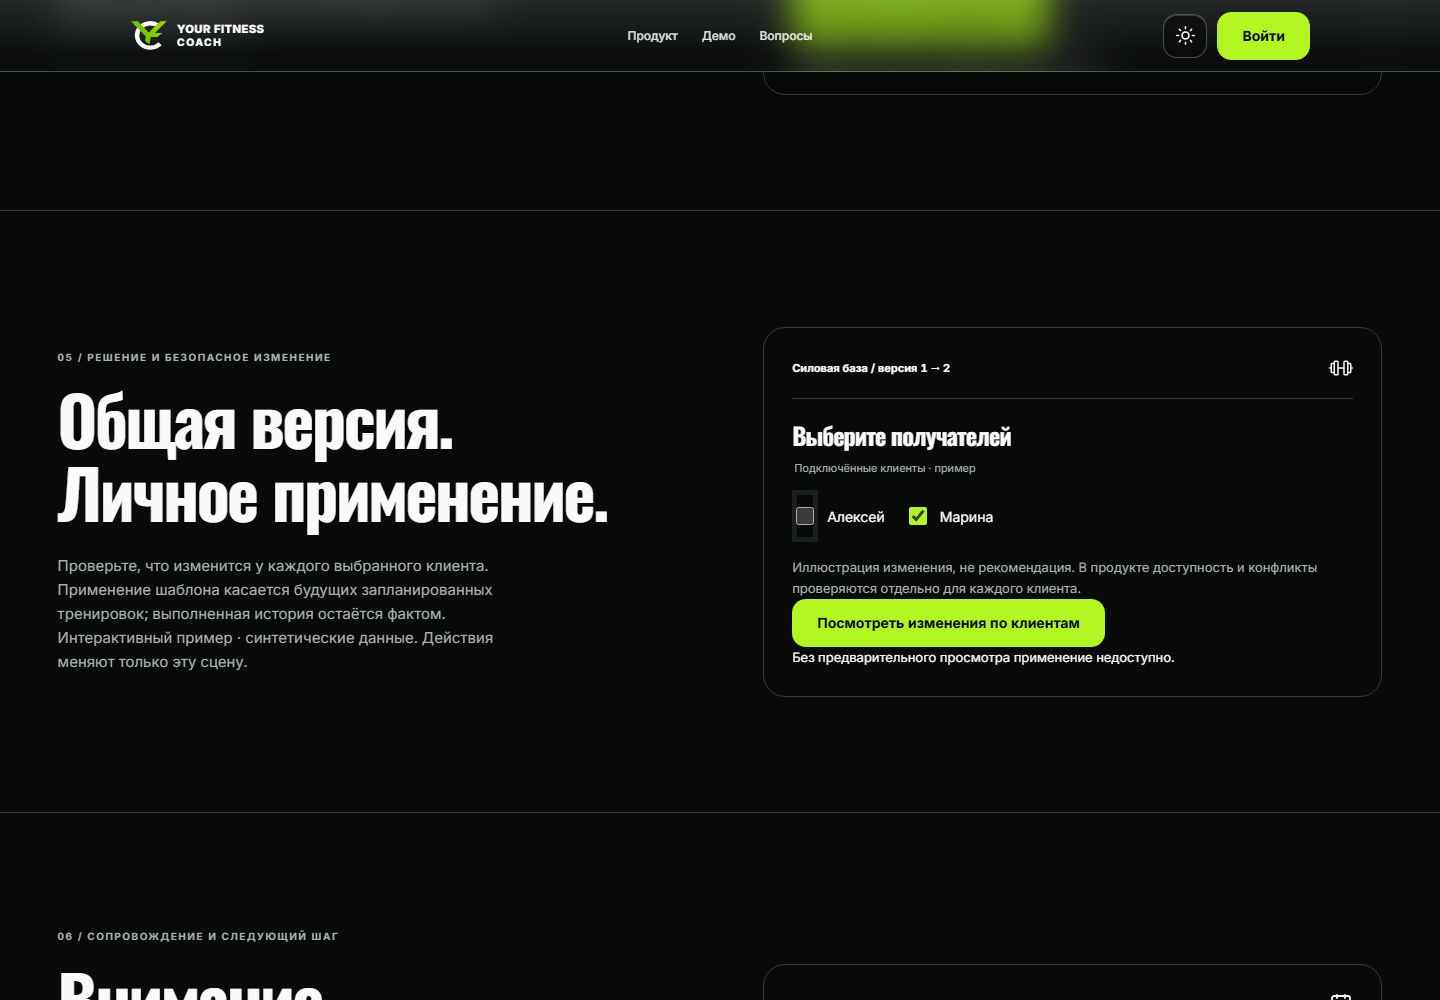 YOUR FITNESS
COACH
Продукт
Демо
Вопросы
Войти
05 / РЕШЕНИЕ И БЕЗОПАСНОЕ ИЗМЕНЕНИЕ
Общая версия.
Личное применение.
Проверьте, что изменится у каждого выбранного клиента.
Применение шаблона касается будущих запланированных
тренировок; выполненная история остаётся фактом.
Интерактивный пример · синтетические данные. Действия
меняют только эту сцену.
Силовая база / версия 1 → 2
Выберите получателей
Подключённые клиенты · пример
Алексей
Марина
Иллюстрация изменения, не рекомендация. В продукте доступность и конфликты
проверяются отдельно для каждого клиента.
Посмотреть изменения по клиентам
Без предварительного просмотра применение недоступно.
06 / СОПРОВОЖДЕНИЕ И СЛЕДУЮЩИЙ ШАГ
Внимание